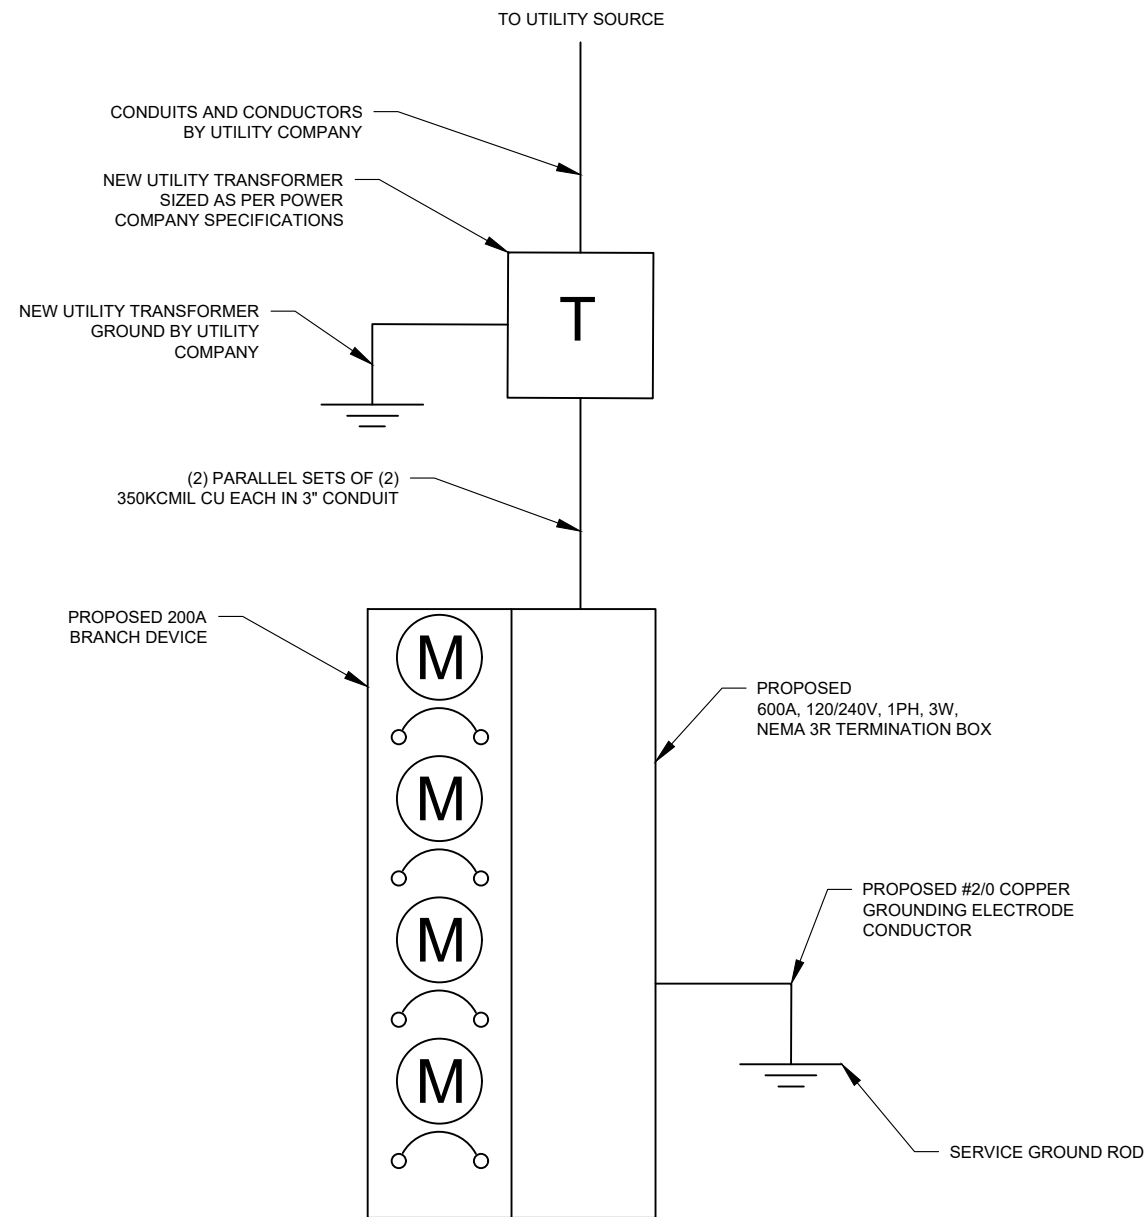 TO UTILITY SOURCE
CONDUITS AND CONDUCTORS
BY UTILITY COMPANY
NEW UTILITY TRANSFORMER
SIZED AS PER POWER
COMPANY SPECIFICATIONS
T
NEW UTILITY TRANSFORMER
GROUND BY UTILITY
COMPANY
(2) PARALLEL SETS OF (2)
350KCMIL CU EACH IN 3" CONDUIT
PROPOSED 200A
BRANCH DEVICE
M
PROPOSED
600A, 120/240V, 1PH, 3W,
NEMA 3R TERMINATION BOX
M
PROPOSED #2/0 COPPER
GROUNDING ELECTRODE
CONDUCTOR
M
M
SERVICE GROUND ROD